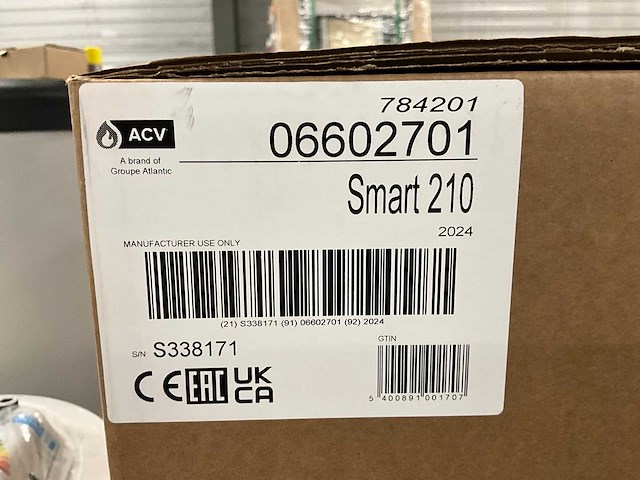 784201
ACV
06602701
A brand of
Groupe Atlantic
Smart 210
2024
MANUFACTURER USE ONLY
(21) S338171 (91) 06602701 (92) 2024
S/N: S338171
GTIN
CE EAC UK
CA
5 400891 001707